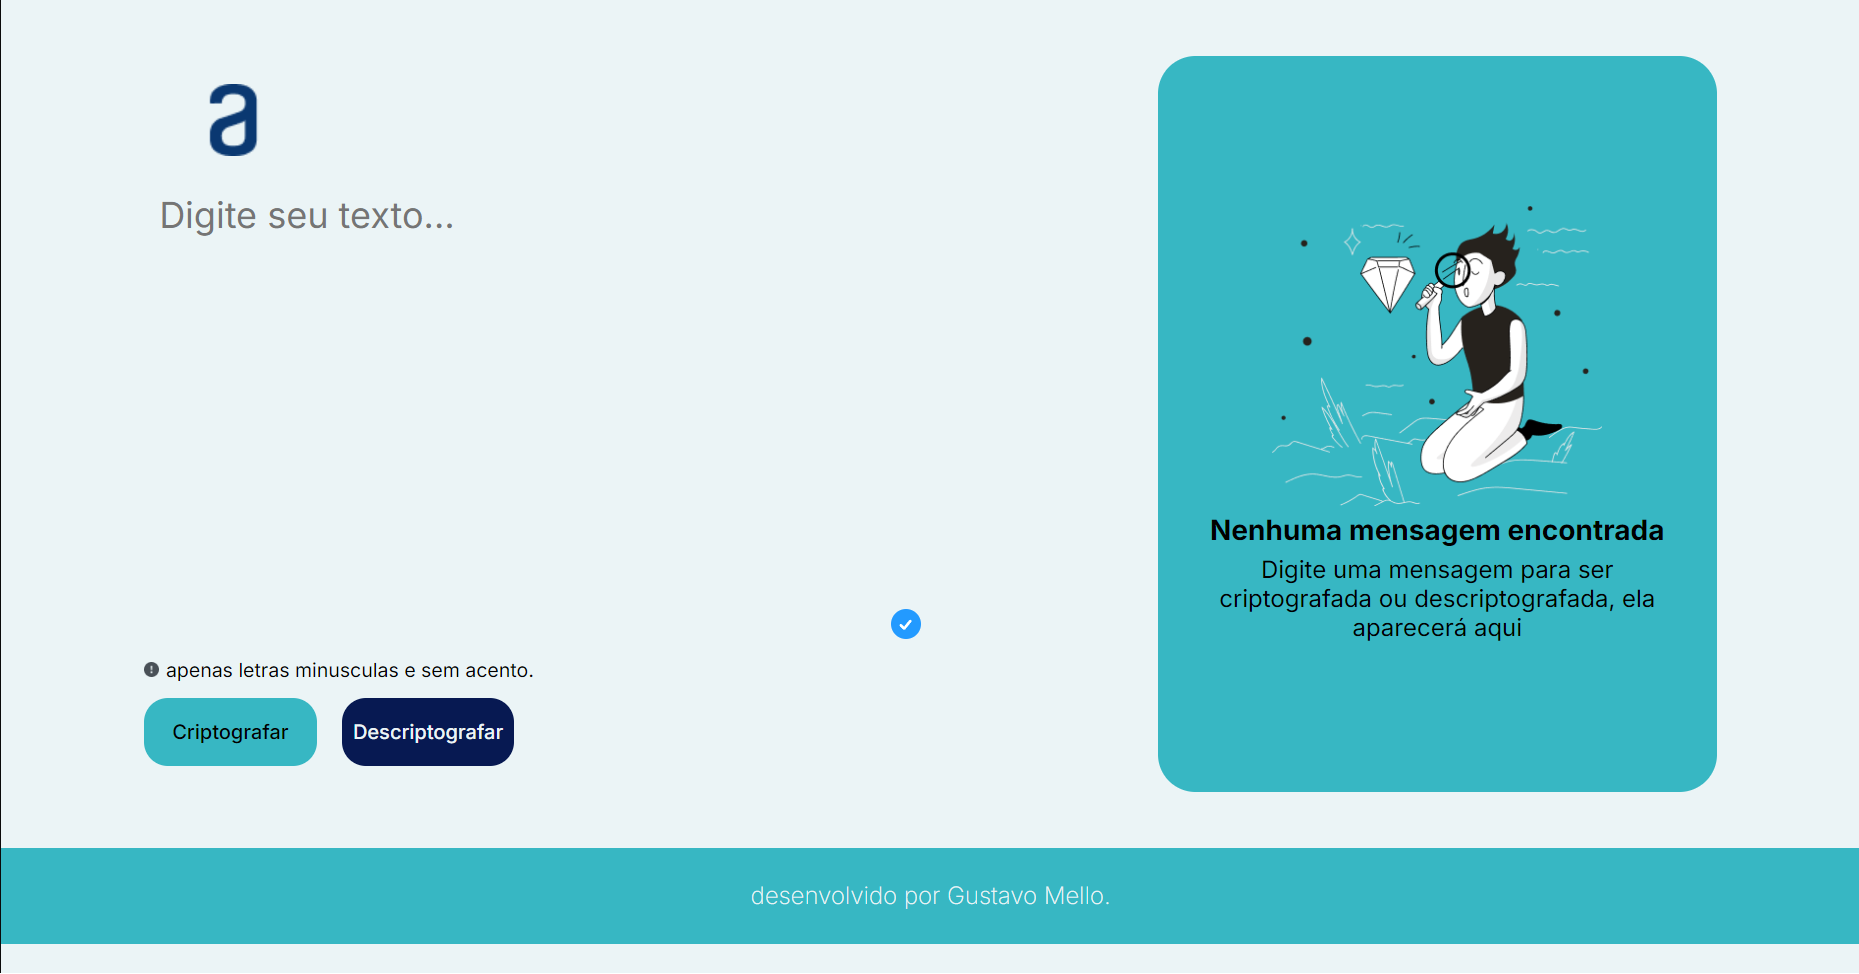 a
Digite seu texto...
apenas letras minusculas e sem acento.
Criptografar
Descriptografar
Nenhuma mensagem encontrada
Digite uma mensagem para ser
criptografada ou descriptografada, ela
aparecerá aqui
desenvolvido por Gustavo Mello.